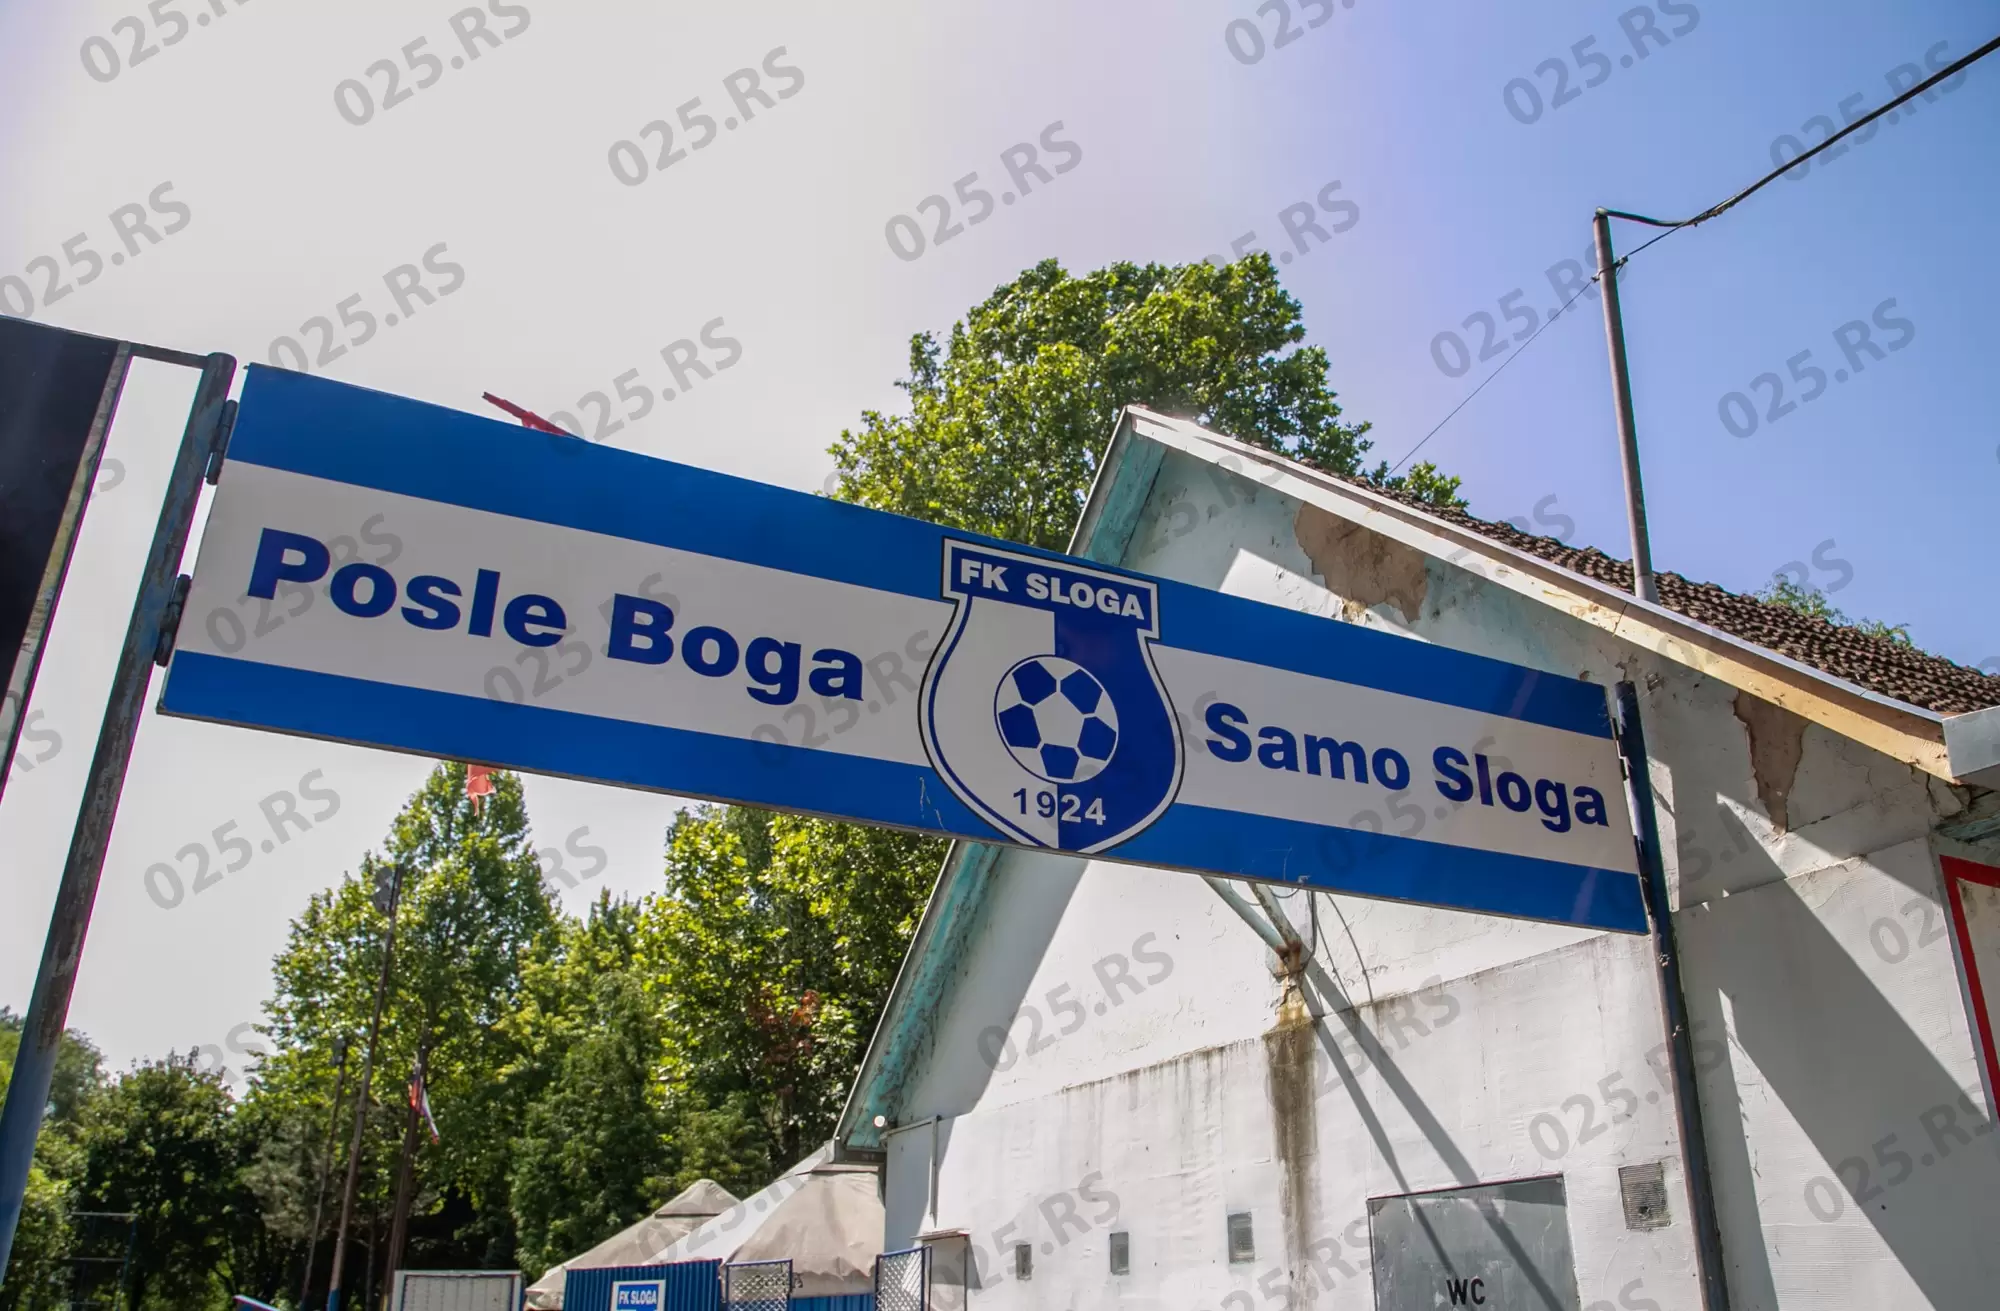 Posle Boga
FK SLOGA
1924
Samo Sloga
FK SLOGA
WC
025.RS